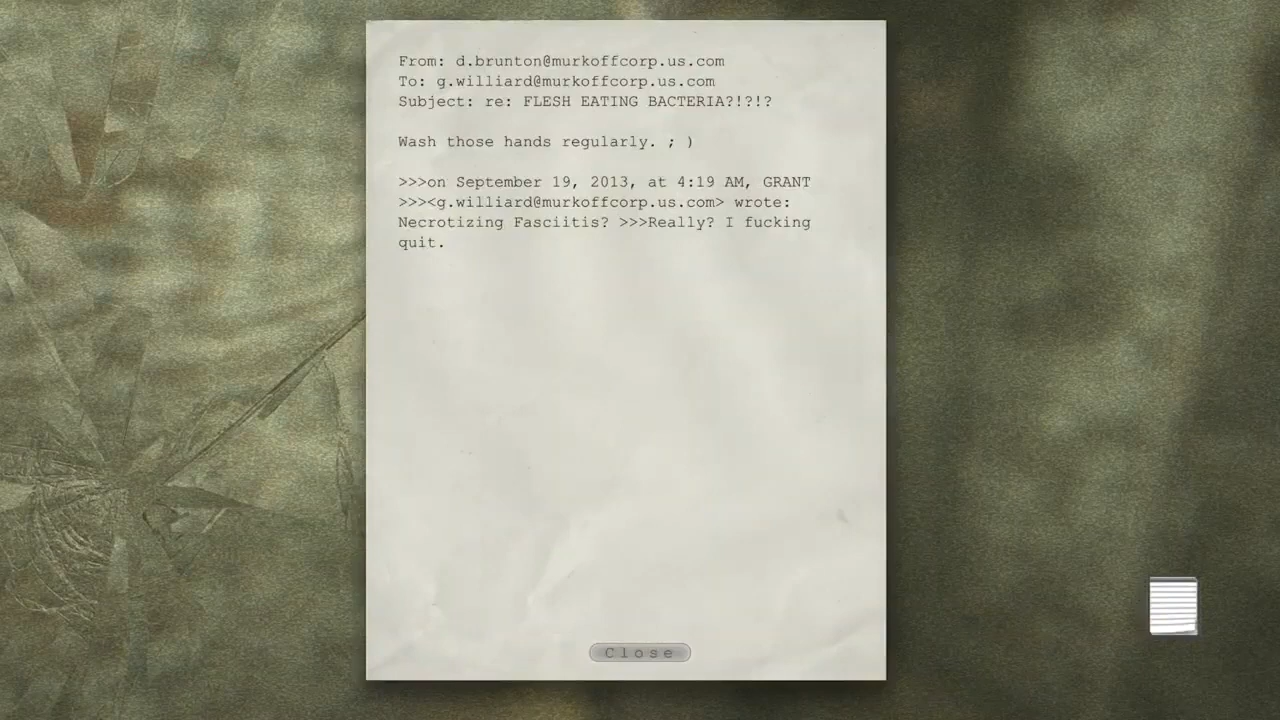 From: d.brunton@murkoffcorp.us.com
To: g.williard@murkoffcorp.us.com
Subject: re: FLESH EATING BACTERIA?!?!?
Wash those hands regularly. ; )
>>>on September 19, 2013, at 4:19 AM, GRANT
>>><g.williard@murkoffcorp.us.com> wrote:
Necrotizing Fasciitis? >>>Really? I fucking
quit.
Close